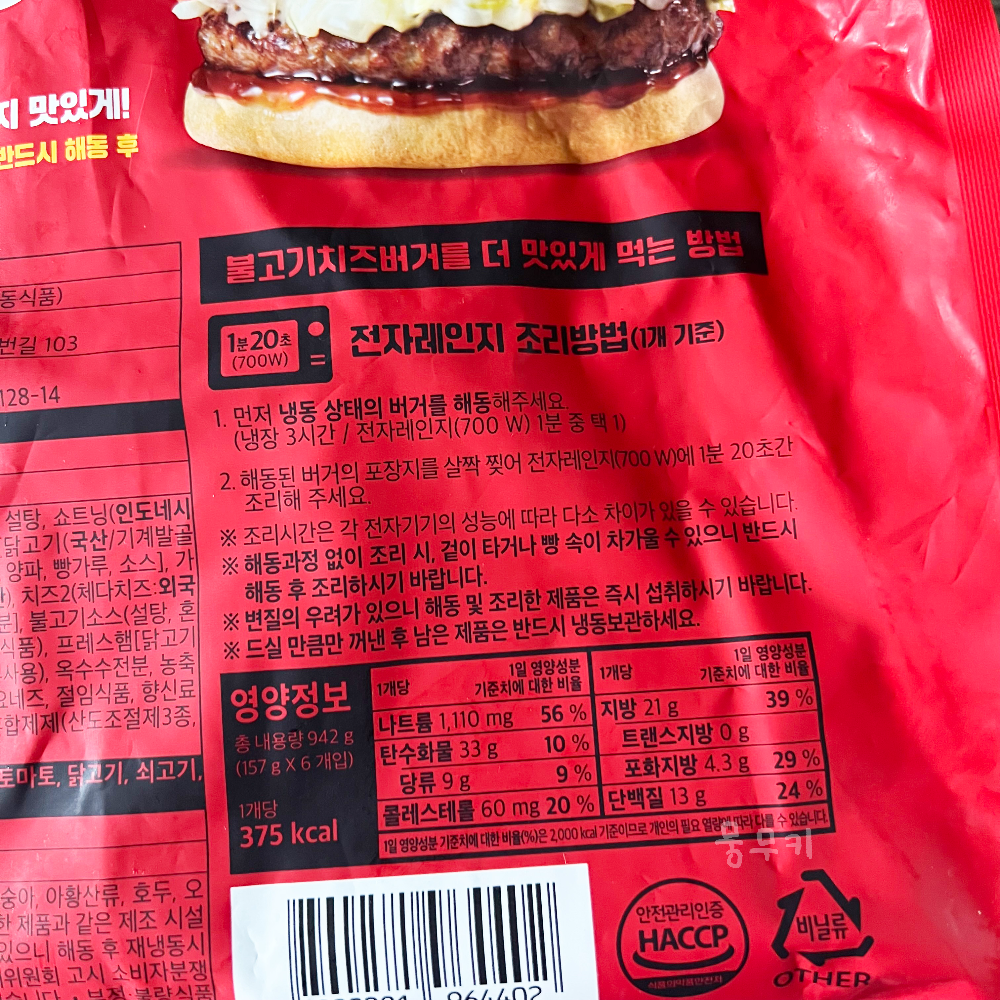 지 맛있게!
반드시 해동 후
동식품)
번길 103
128-14
설탕, 쇼트닝(인도네시
닭고기(국산/기계발골
양파, 빵가루, 소스], 가
치즈2(체다치즈:외국
불고기소스(설탕, 혼
식품), 프레스햄[닭고기
사용), 옥수수전분, 농축
요네즈, 절임식품, 향신료
합제제(산도조절제3종,
토마토, 닭고기, 쇠고기,
숭아, 아황산류, 호두, 오
한 제품과 같은 제조 시설
있으니 해동 후 재냉동시
위원회 고시 소비자분쟁
불고기치즈버거를 더 맛있게 먹는 방법
1분20초
(700W)
전자레인지 조리방법(1개 기준)
1. 먼저 냉동 상태의 버거를 해동해주세요.
(냉장 3시간 / 전자레인지(700 W) 1분 중 택 1)
2. 해동된 버거의 포장지를 살짝 찢어 전자레인지(700 W)에 1분 20초간
조리해 주세요.
※ 조리시간은 각 전자기기의 성능에 따라 다소 차이가 있을 수 있습니다.
※ 해동과정 없이 조리 시, 겉이 타거나 빵 속이 차가울 수 있으니 반드시
해동 후 조리하시기 바랍니다.
※ 변질의 우려가 있으니 해동 및 조리한 제품은 즉시 섭취하시기 바랍니다.
※ 드실 만큼만 꺼낸 후 남은 제품은 반드시 냉동보관하세요.
영양정보
총 내용량 942 g
(157 g X 6 개입)
1개당
375 kcal
1개당 1일 영양성분 기준치에 대한 비율
나트륨 1,110 mg 56 %
탄수화물 33 g 10 %
당류 9 g 9 %
콜레스테롤 60 mg 20 %
1개당 1일 영양성분 기준치에 대한 비율
지방 21 g 39 %
트랜스지방 0 g
포화지방 4.3 g 29 %
단백질 13 g 24 %
1일 영양성분 기준치에 대한 비율(%)은 2,000 kcal 기준이므로 개인의 필요 열량에 따라 다를 수 있습니다.
뭉무키
안전관리인증
HACCP
식품의약품안전처
비닐류
OTHER